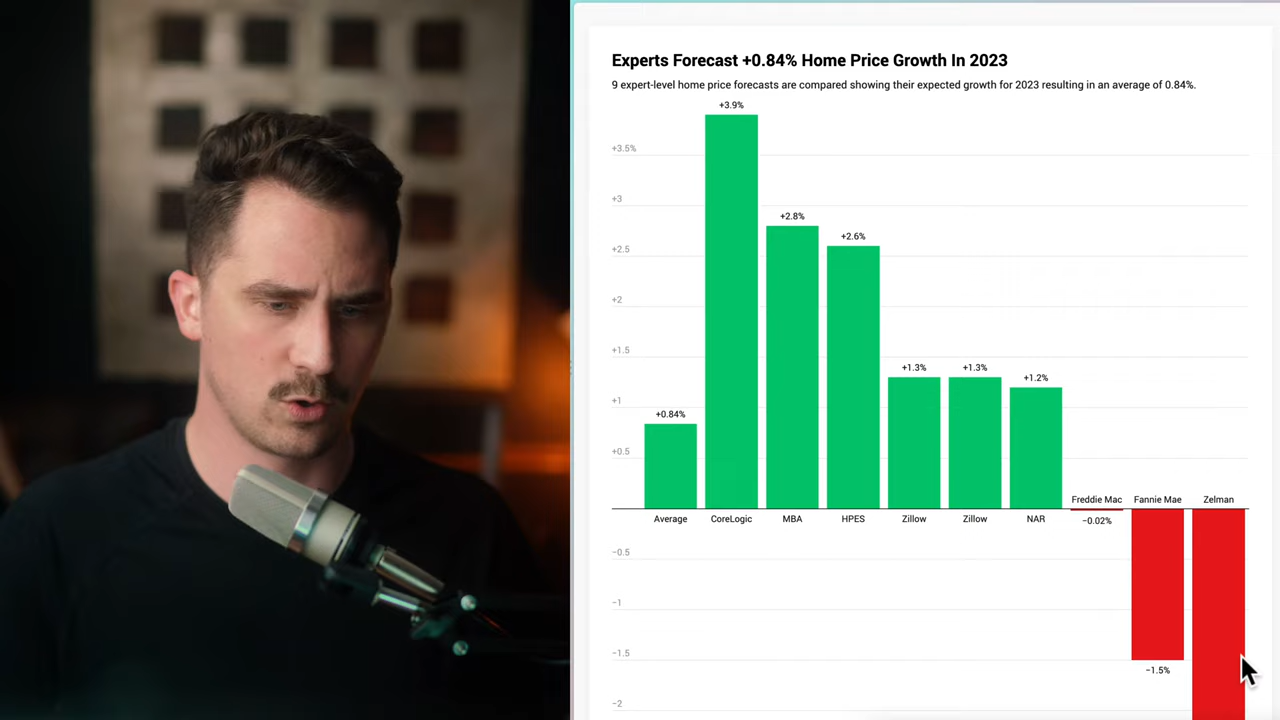 Experts Forecast +0.84% Home Price Growth In 2023
9 expert-level home price forecasts are compared showing their expected growth for 2023 resulting in an average of 0.84%.
+3.9%
+3.5%
+3
+2.8%
+2.6%
+2.5
+2
+1.5
+1.3%
+1.3%
+1.2%
+1
+0.84%
+0.5
Freddie Mac
Fannie Mae
Zelman
Average
CoreLogic
MBA
HPES
Zillow
Zillow
NAR
−0.02%
−0.5
−1
−1.5
−1.5%
−2